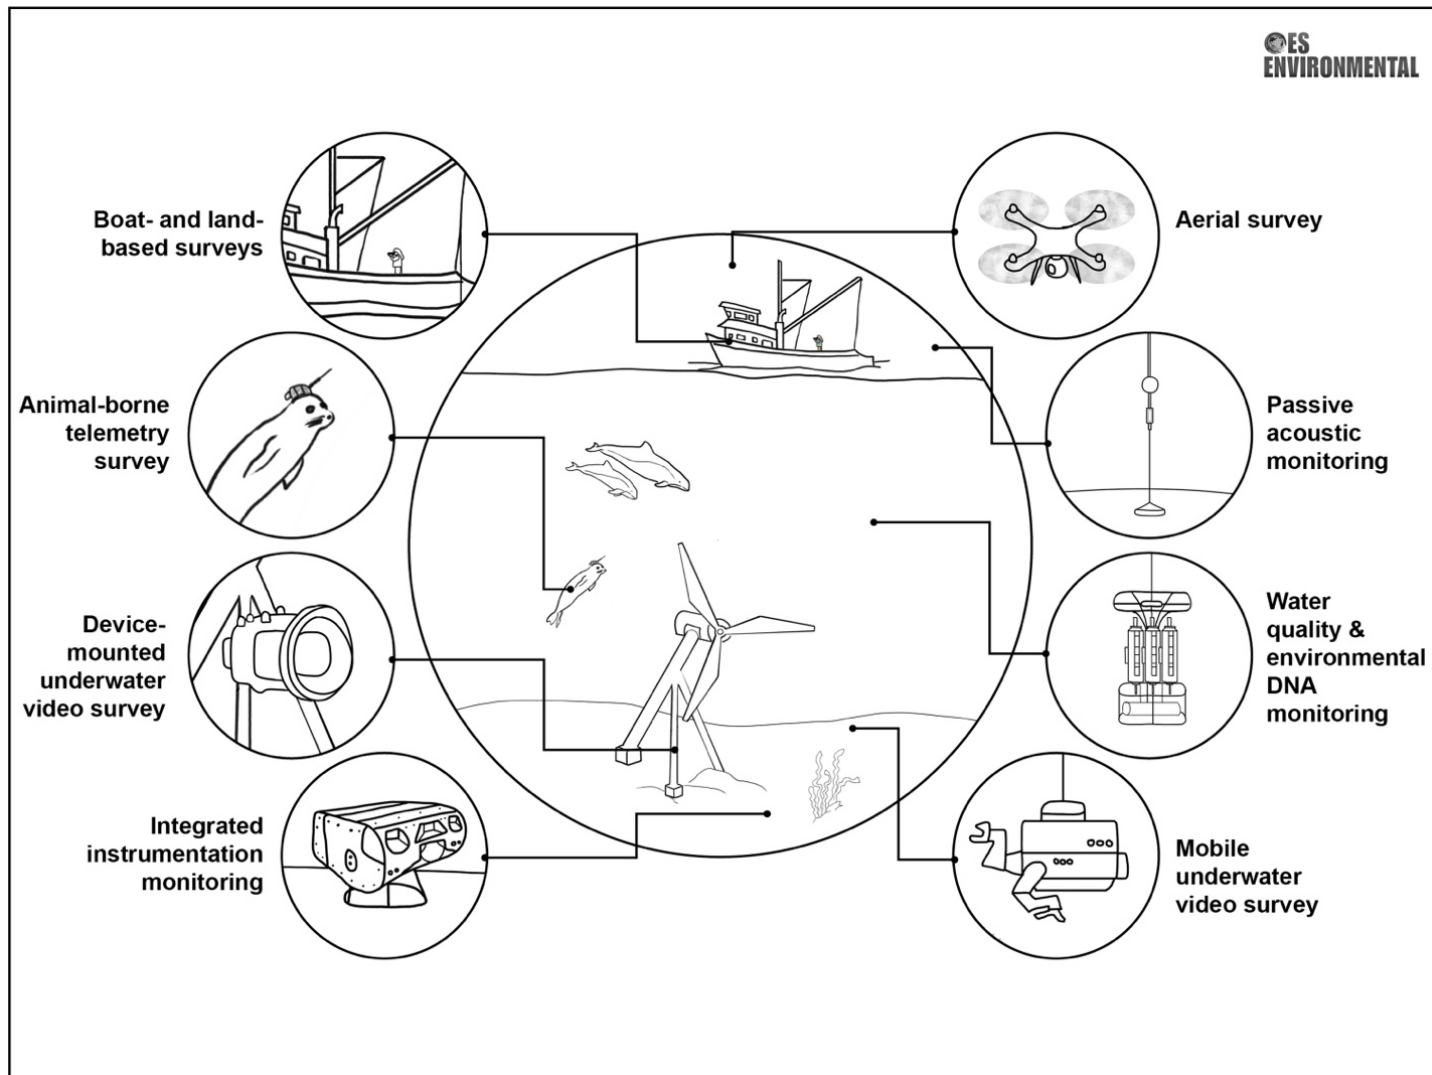 OES
ENVIRONMENTAL
Boat- and land-
based surveys
Aerial survey
Animal-borne
telemetry
survey
Passive
acoustic
monitoring
Device-
mounted
underwater
video survey
Water
quality &
environmental
DNA
monitoring
Integrated
instrumentation
monitoring
Mobile
underwater
video survey